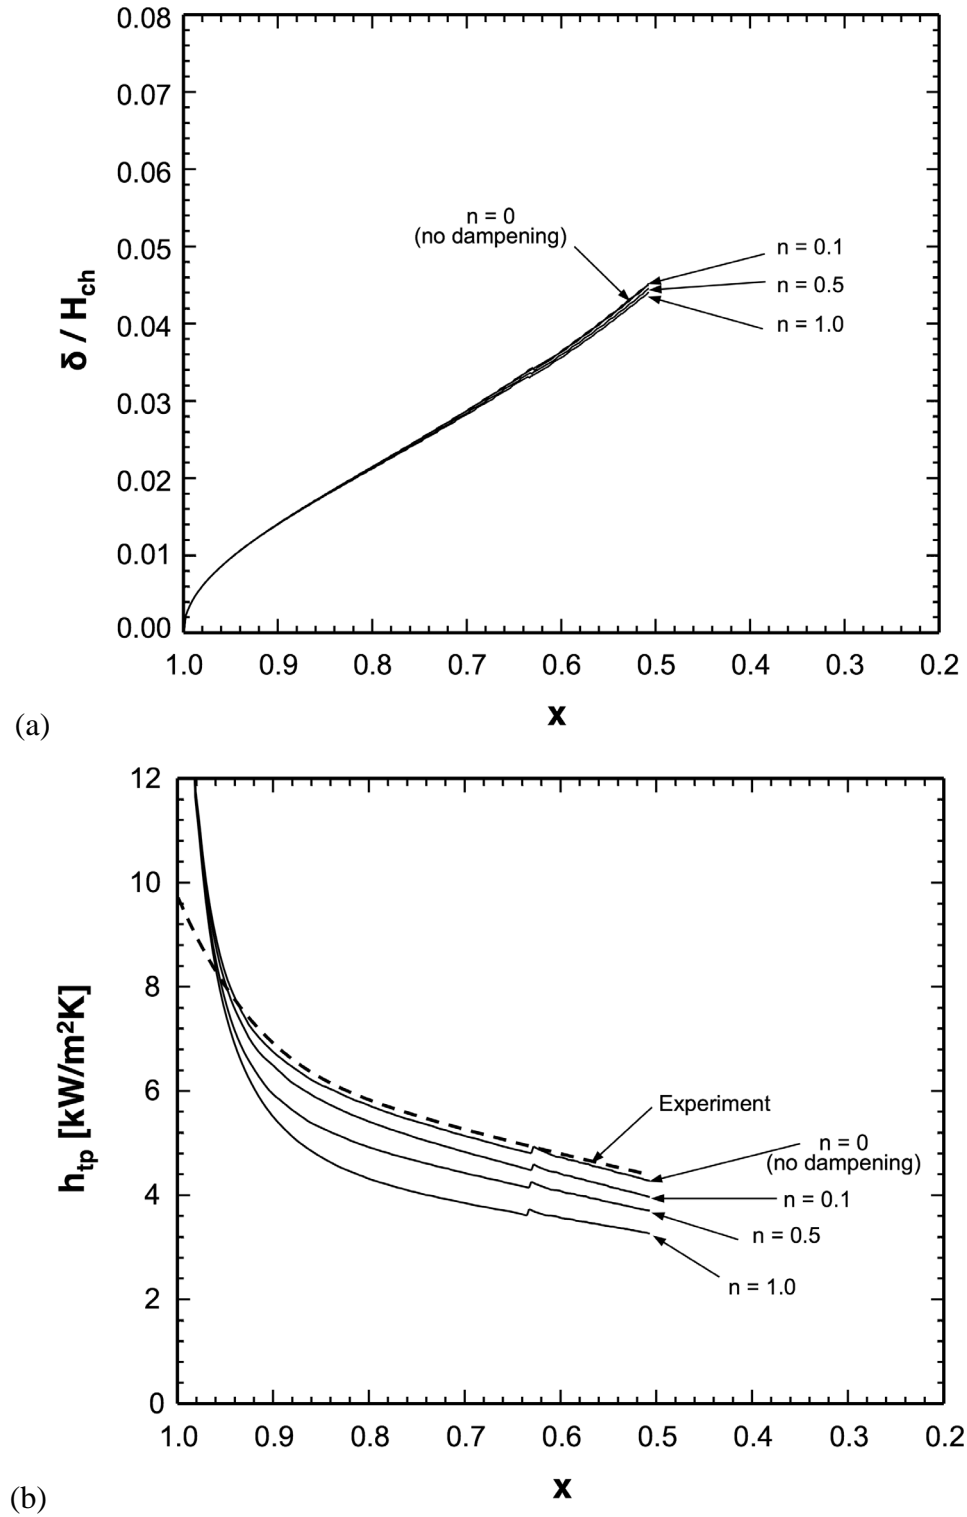 0.08
0.07
0.06
0.05
0.04
0.03
0.02
0.01
0.00
δ / Hch
n = 0
(no dampening)
n = 0.1
n = 0.5
n = 1.0
1.0 0.9 0.8 0.7 0.6 0.5 0.4 0.3 0.2
x
(a)
12
10
8
6
4
2
0
htp [kW/m²K]
Experiment
n = 0
(no dampening)
n = 0.1
n = 0.5
n = 1.0
1.0 0.9 0.8 0.7 0.6 0.5 0.4 0.3 0.2
x
(b)